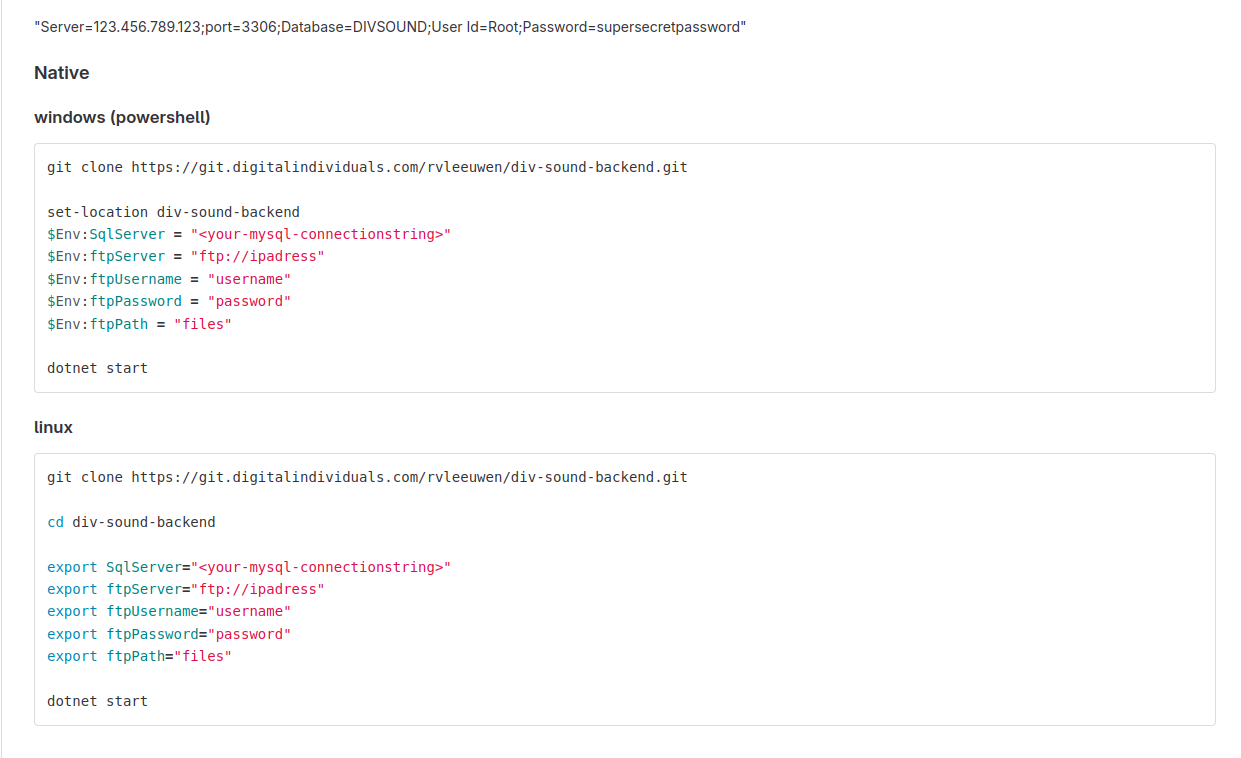 "Server=123.456.789.123;port=3306;Database=DIVSOUND;User Id=Root;Password=supersecretpassword"
Native
windows (powershell)
git clone https://git.digitalindividuals.com/rvleeuwen/div-sound-backend.git
set-location div-sound-backend
$Env:SqlServer = "<your-mysql-connectionstring>"
$Env:ftpServer = "ftp://ipadress"
$Env:ftpUsername = "username"
$Env:ftpPassword = "password"
$Env:ftpPath = "files"
dotnet start
linux
git clone https://git.digitalindividuals.com/rvleeuwen/div-sound-backend.git
cd div-sound-backend
export SqlServer="<your-mysql-connectionstring>"
export ftpServer="ftp://ipadress"
export ftpUsername="username"
export ftpPassword="password"
export ftpPath="files"
dotnet start